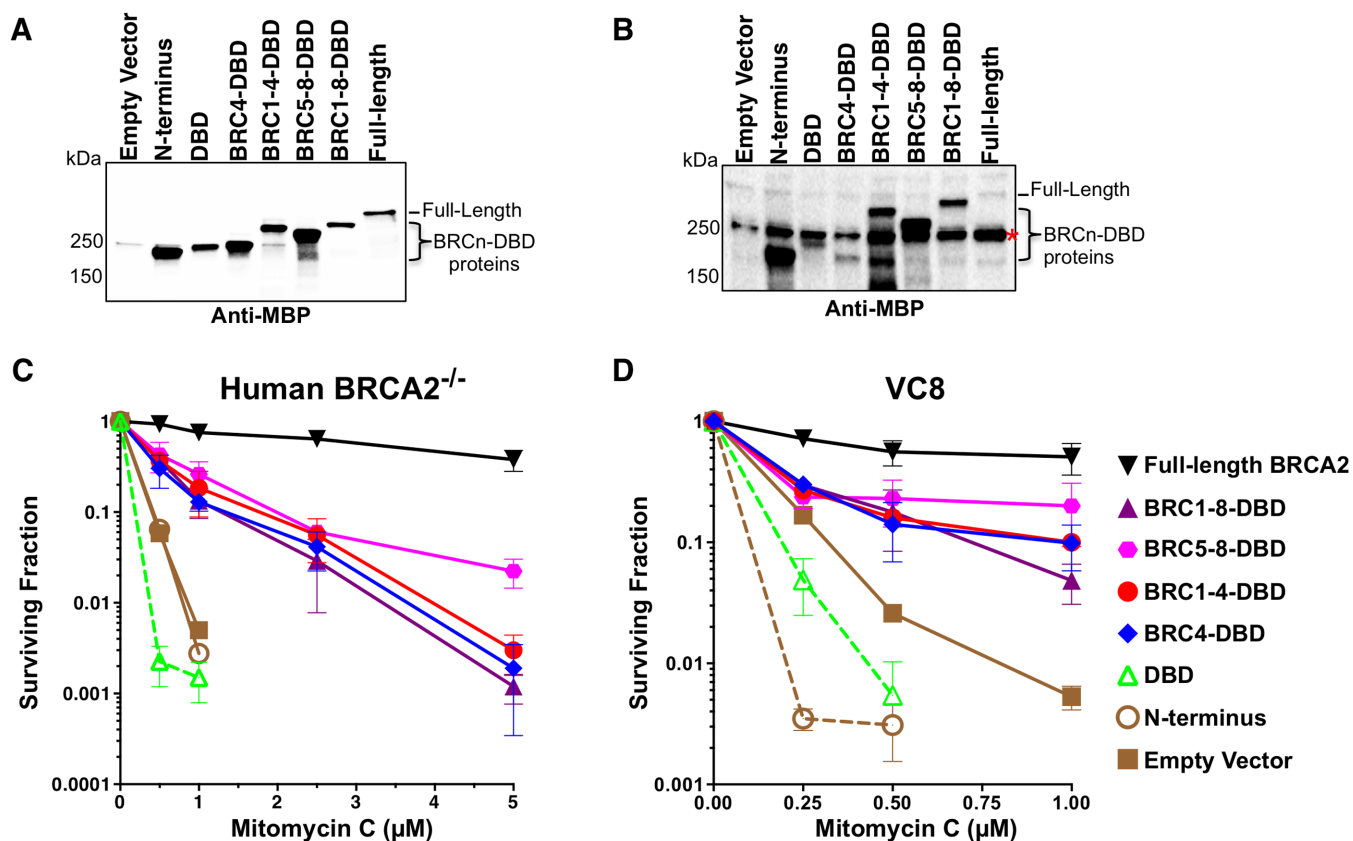 A
Empty Vector
N-terminus
DBD
BRC4-DBD
BRC1-4-DBD
BRC5-8-DBD
BRC1-8-DBD
Full-length
kDa
250
150
Full-Length
BRCn-DBD
proteins
Anti-MBP
B
Empty Vector
N-terminus
DBD
BRC4-DBD
BRC1-4-DBD
BRC5-8-DBD
BRC1-8-DBD
Full-length
kDa
250
150
Full-Length
*
BRCn-DBD
proteins
Anti-MBP
C
Human BRCA2-/-
Surviving Fraction
1
0.1
0.01
0.001
0.0001
0
1
2
3
4
5
Mitomycin C (µM)
D
VC8
Surviving Fraction
1
0.1
0.01
0.001
0.00
0.25
0.50
0.75
1.00
Mitomycin C (µM)
Full-length BRCA2
BRC1-8-DBD
BRC5-8-DBD
BRC1-4-DBD
BRC4-DBD
DBD
N-terminus
Empty Vector